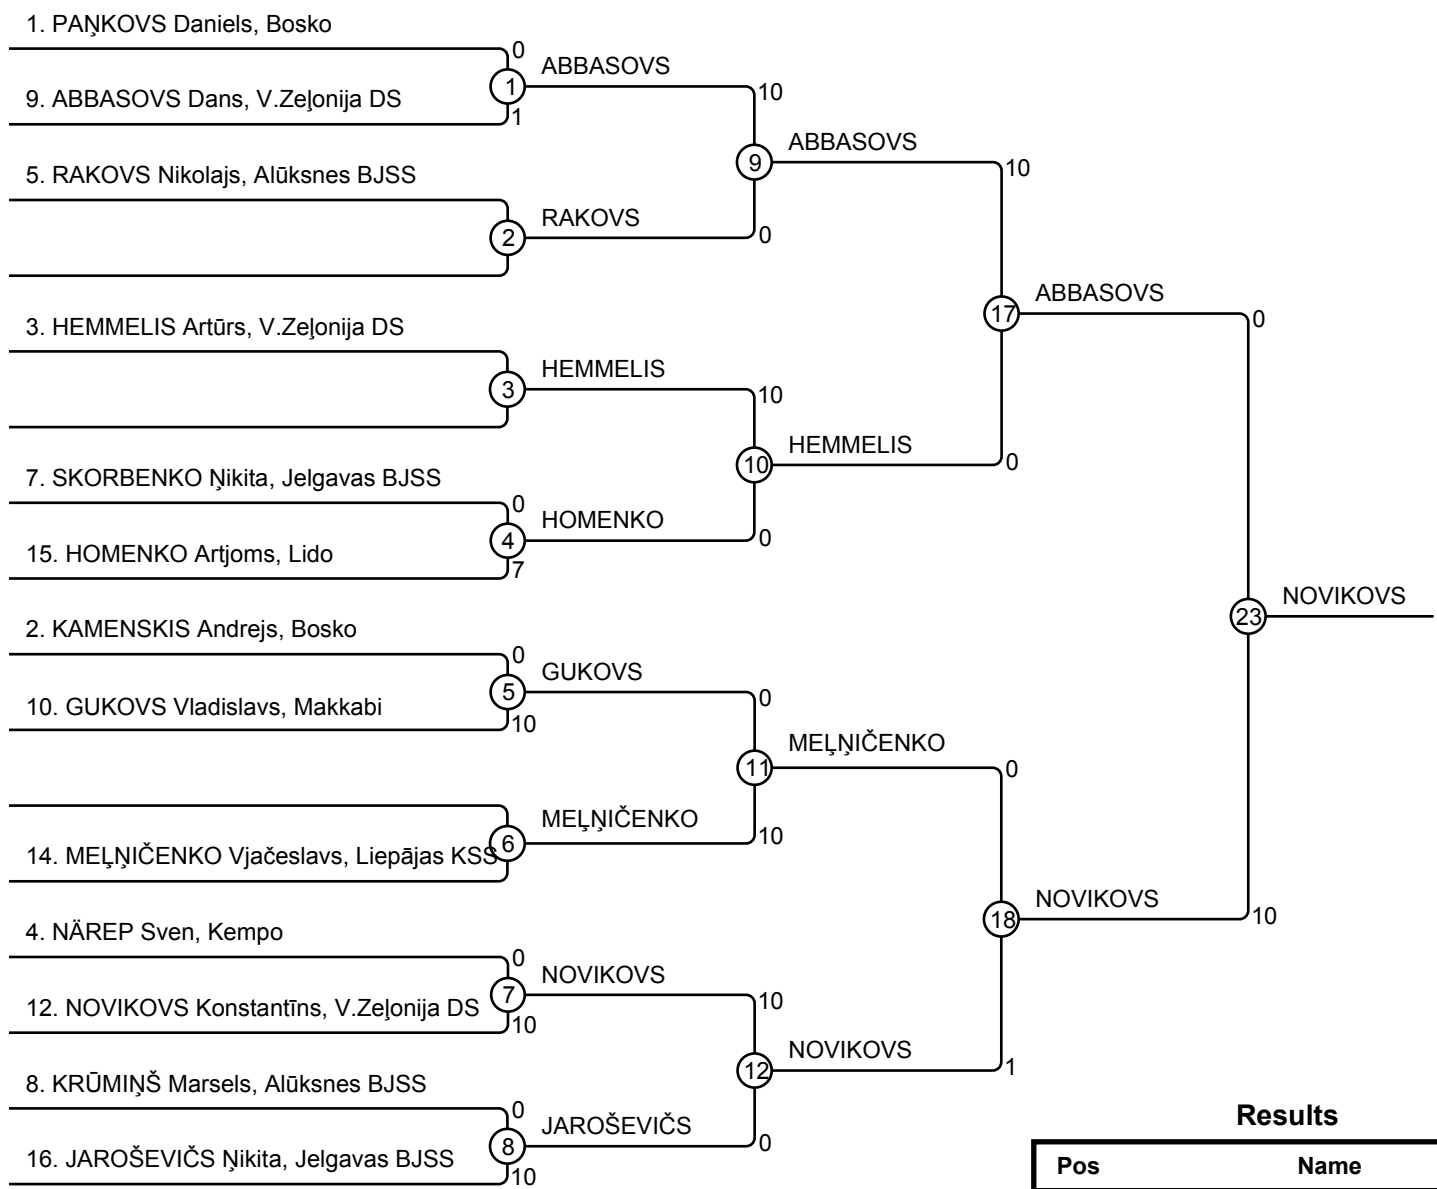 1. PAŅKOVS Daniels, Bosko
0
1
ABBASOVS
9. ABBASOVS Dans, V.Zeļonija DS
1
10
ABBASOVS
9
5. RAKOVS Nikolajs, Alūksnes BJSS
10
RAKOVS
2
0
ABBASOVS
17
0
3. HEMMELIS Artūrs, V.Zeļonija DS
HEMMELIS
3
10
HEMMELIS
10
0
7. SKORBENKO Ņikita, Jelgavas BJSS
0
HOMENKO
4
0
15. HOMENKO Artjoms, Lido
7
NOVIKOVS
23
2. KAMENSKIS Andrejs, Bosko
0
GUKOVS
5
0
10. GUKOVS Vladislavs, Makkabi
10
MEĻŅIČENKO
11
0
MEĻŅIČENKO
6
10
14. MEĻŅIČENKO Vjačeslavs, Liepājas KSS
NOVIKOVS
18
10
4. NÄREP Sven, Kempo
0
NOVIKOVS
7
10
12. NOVIKOVS Konstantīns, V.Zeļonija DS
10
NOVIKOVS
12
1
8. KRŪMIŅŠ Marsels, Alūksnes BJSS
0
JAROŠEVIČS
8
0
16. JAROŠEVIČS Ņikita, Jelgavas BJSS
10
Results
Pos Name